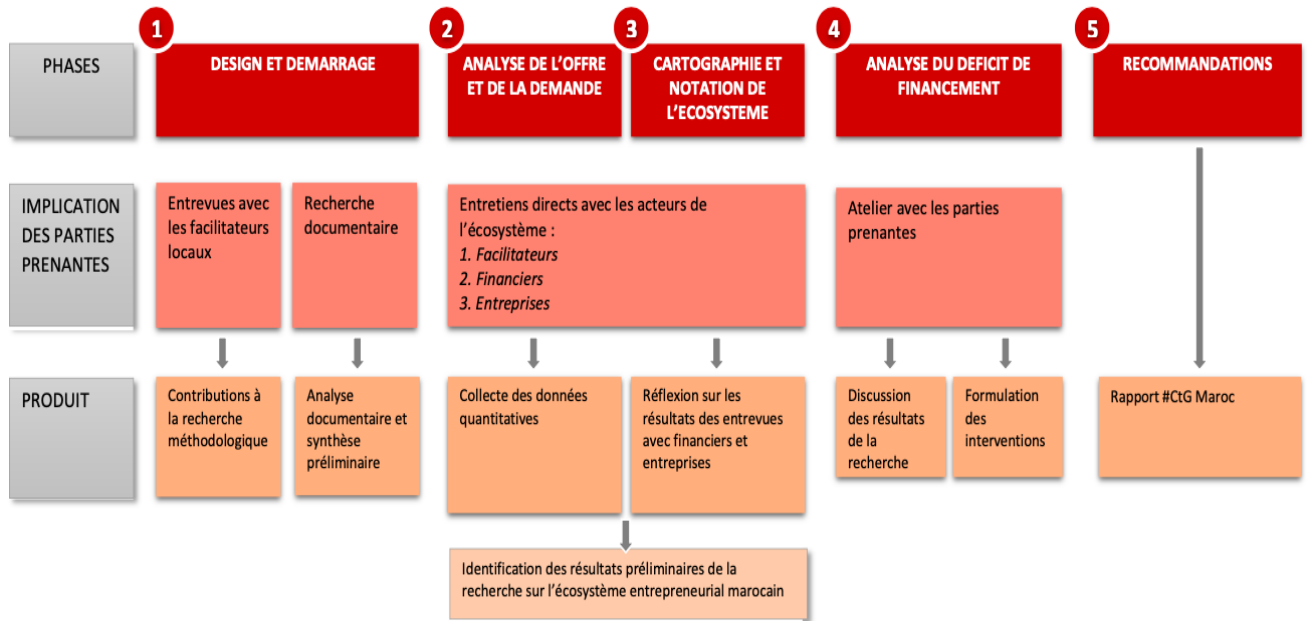 1
2
3
4
5
PHASES
DESIGN ET DEMARRAGE
ANALYSE DE L’OFFRE
ET DE LA DEMANDE
CARTOGRAPHIE ET
NOTATION DE
L’ECOSYSTEME
ANALYSE DU DEFICIT DE
FINANCEMENT
RECOMMANDATIONS
IMPLICATION
DES PARTIES
PRENANTES
Entrevues avec
les facilitateurs
locaux
Recherche
documentaire
Entretiens directs avec les acteurs de
l’écosystème :
1. Facilitateurs
2. Financiers
3. Entreprises
Atelier avec les parties
prenantes
PRODUIT
Contributions à
la recherche
méthodologique
Analyse
documentaire et
synthèse
préliminaire
Collecte des données
quantitatives
Réflexion sur les
résultats des entrevues
avec financiers et
entreprises
Discussion
des résultats
de la
recherche
Formulation
des
interventions
Rapport #CtG Maroc
Identification des résultats préliminaires de la
recherche sur l’écosystème entrepreneurial marocain